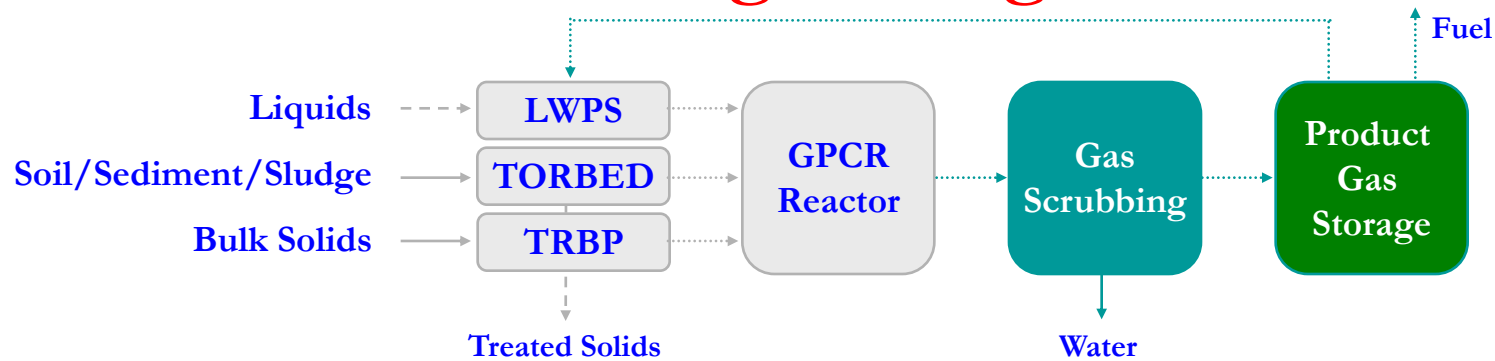 Fuel
Liquids
LWPS
Soil/Sediment/Sludge
TORBED
Bulk Solids
TRBP
GPCR
Reactor
Gas
Scrubbing
Product
Gas
Storage
Treated Solids
Water